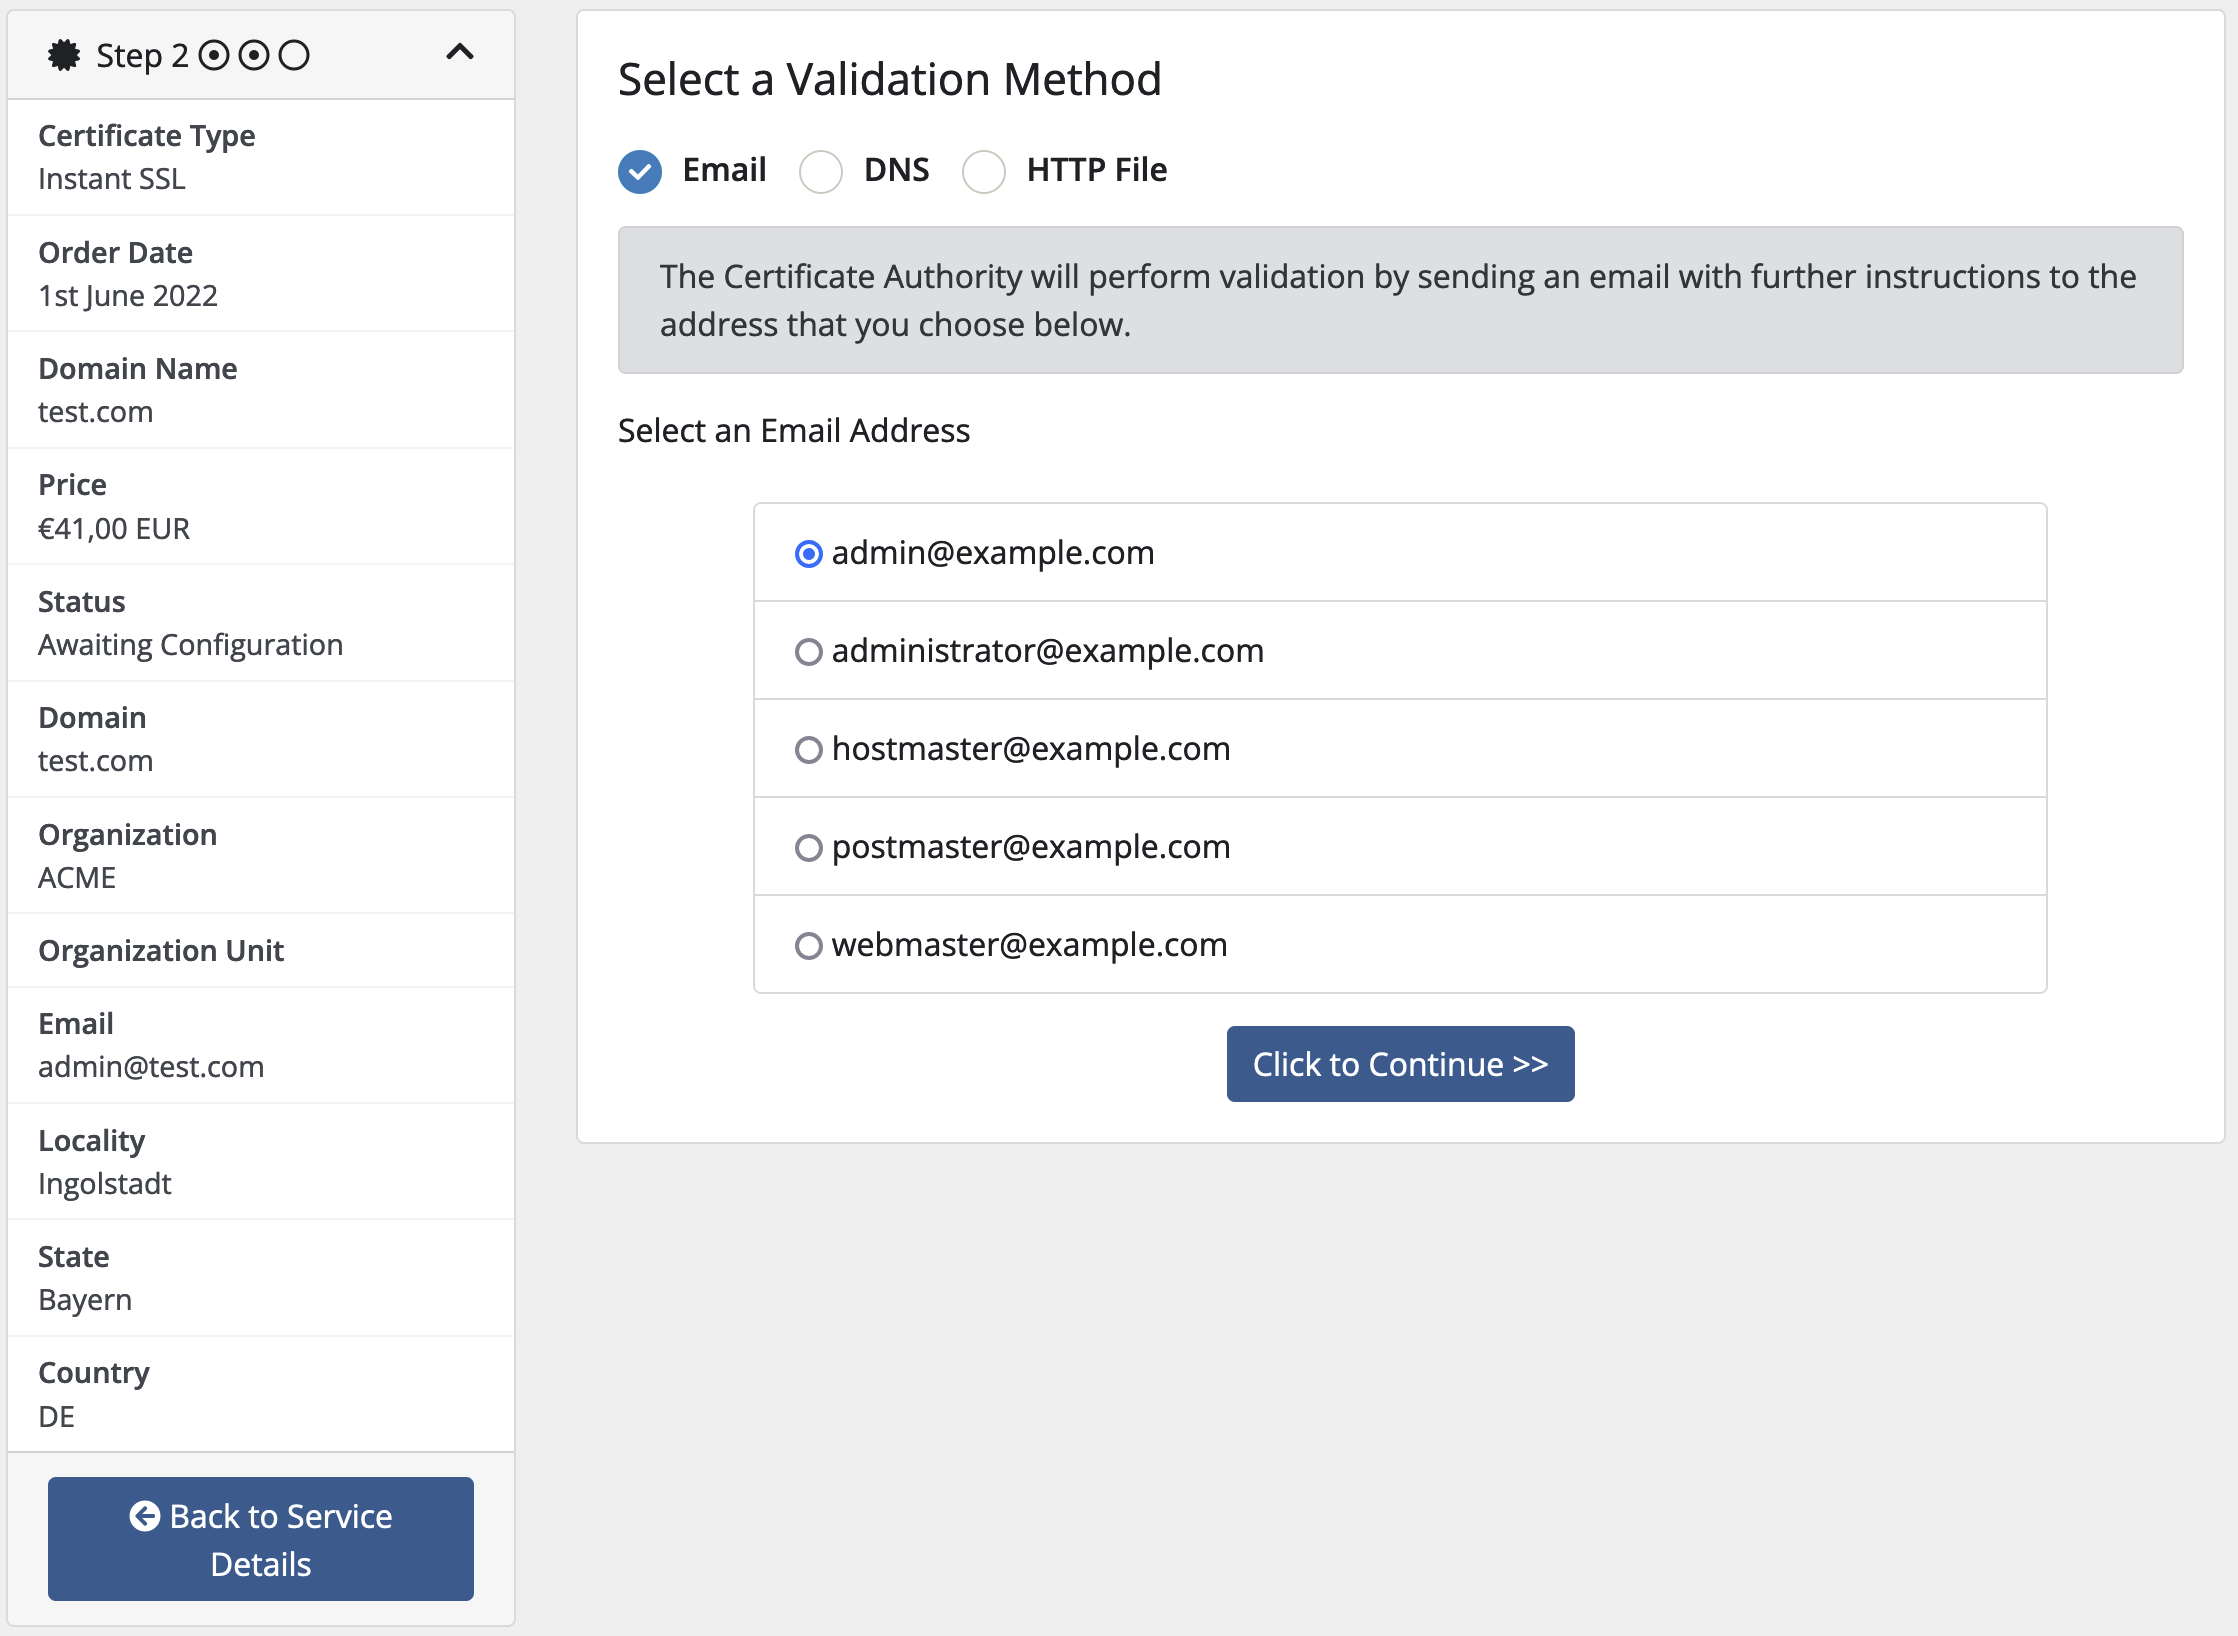 Step 2
Certificate Type
Instant SSL
Order Date
1st June 2022
Domain Name
test.com
Price
€41,00 EUR
Status
Awaiting Configuration
Domain
test.com
Organization
ACME
Organization Unit
Email
admin@test.com
Locality
Ingolstadt
State
Bayern
Country
DE
Back to Service
Details
Select a Validation Method
Email DNS HTTP File
The Certificate Authority will perform validation by sending an email with further instructions to the
address that you choose below.
Select an Email Address
admin@example.com
administrator@example.com
hostmaster@example.com
postmaster@example.com
webmaster@example.com
Click to Continue >>